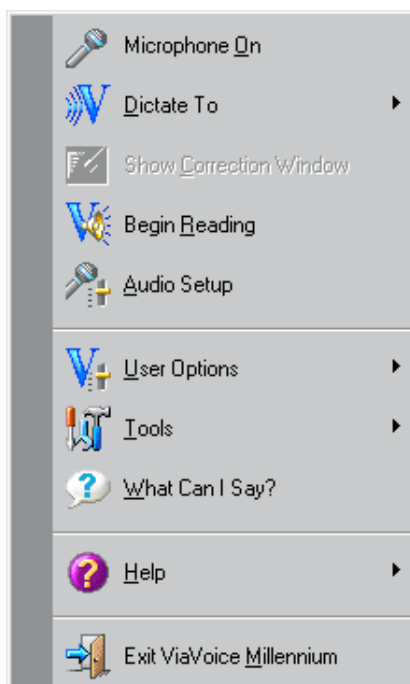 Microphone On
Dictate To
Show Correction Window
Begin Reading
Audio Setup
User Options
Tools
What Can I Say?
Help
Exit ViaVoice Millennium